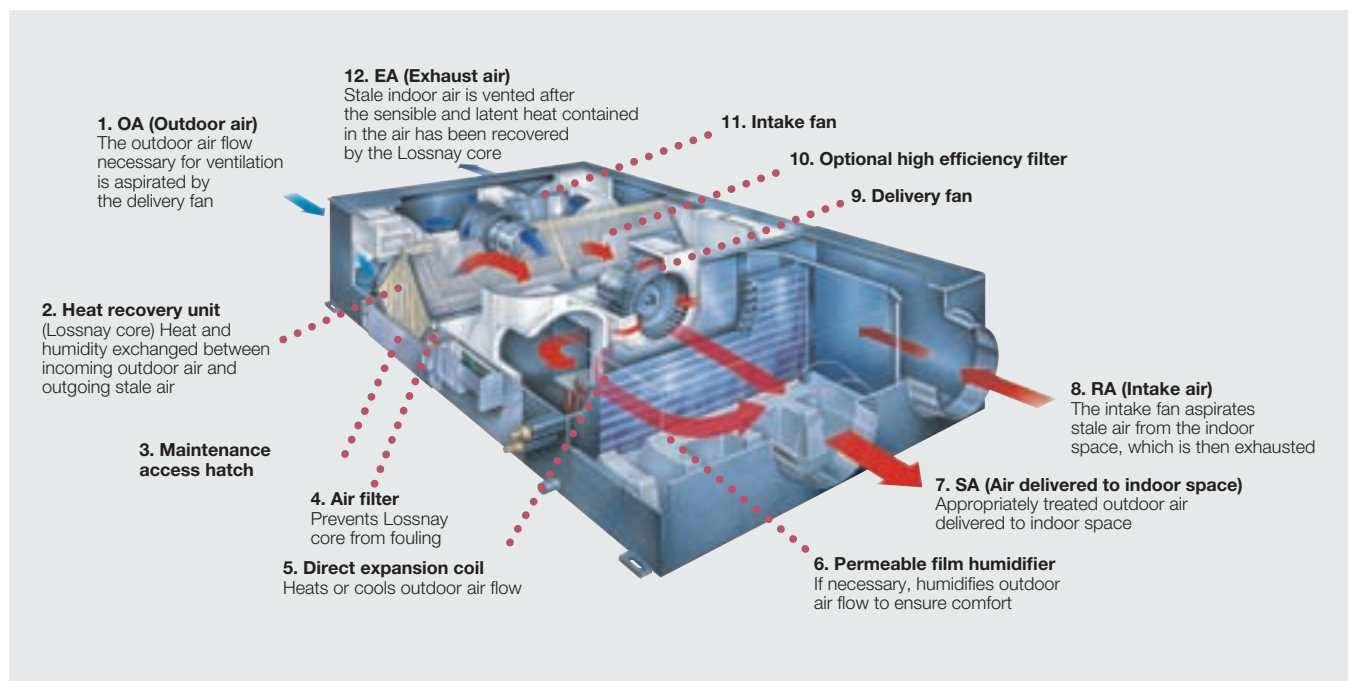 1. OA (Outdoor air)
The outdoor air flow
necessary for ventilation
is aspirated by
the delivery fan
2. Heat recovery unit
(Lossnay core) Heat and
humidity exchanged between
incoming outdoor air and
outgoing stale air
3. Maintenance
access hatch
4. Air filter
Prevents Lossnay
core from fouling
5. Direct expansion coil
Heats or cools outdoor air flow
6. Permeable film humidifier
If necessary, humidifies outdoor
air flow to ensure comfort
7. SA (Air delivered to indoor space)
Appropriately treated outdoor air
delivered to indoor space
8. RA (Intake air)
The intake fan aspirates
stale air from the indoor
space, which is then exhausted
9. Delivery fan
10. Optional high efficiency filter
11. Intake fan
12. EA (Exhaust air)
Stale indoor air is vented after
the sensible and latent heat contained
in the air has been recovered
by the Lossnay core